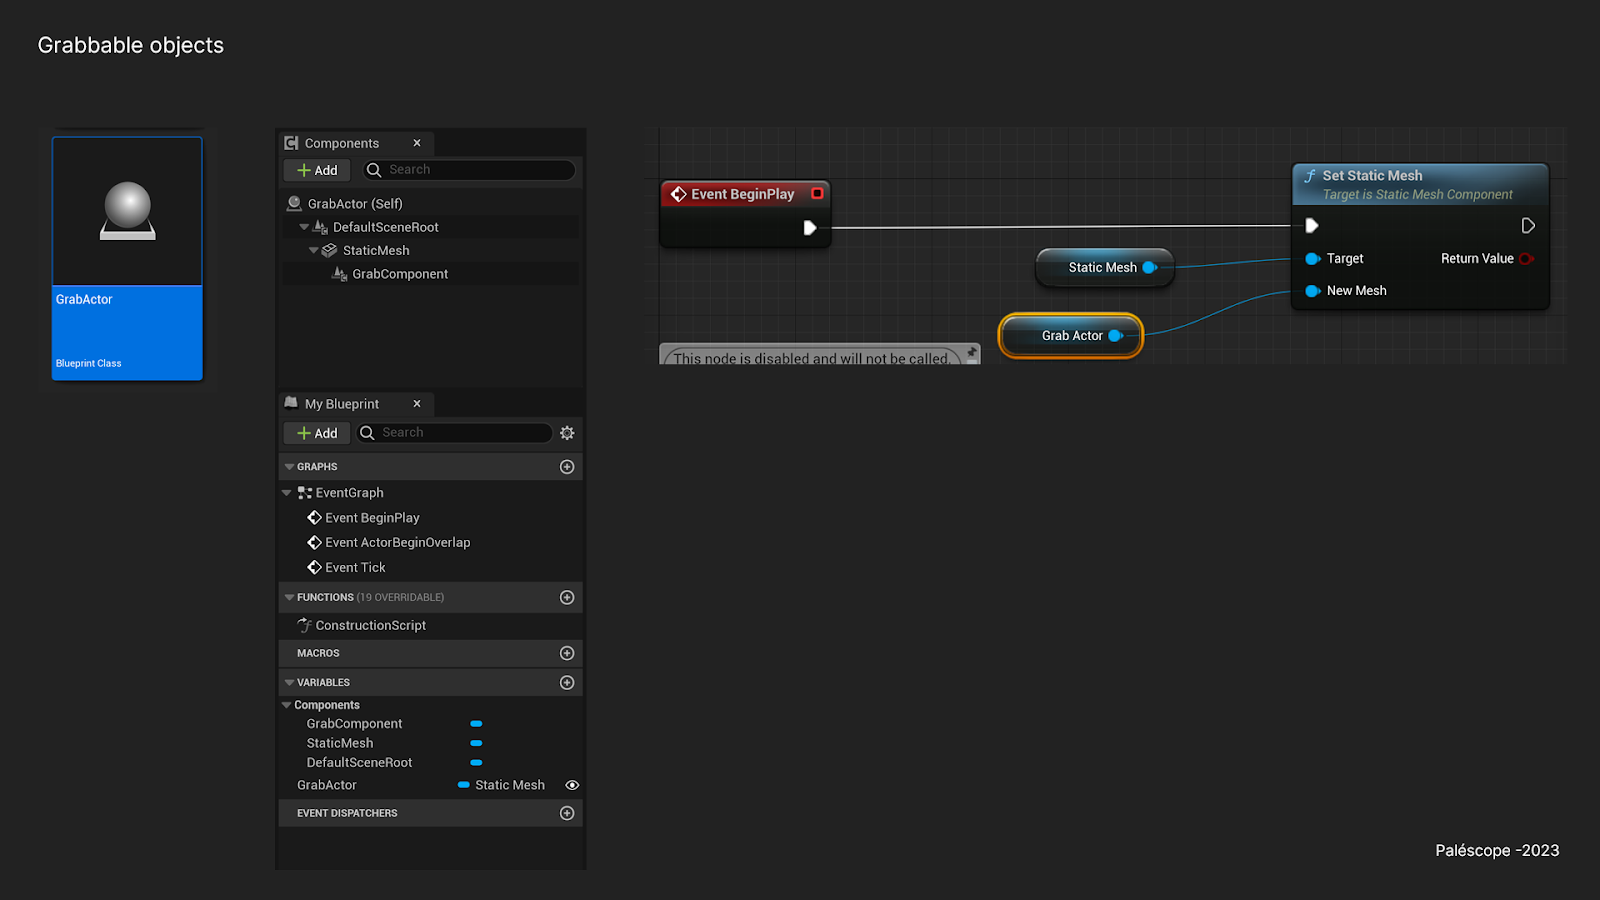 Grabbable objects
GrabActor
Blueprint Class
Components
Add
Search
GrabActor (Self)
DefaultSceneRoot
StaticMesh
GrabComponent
My Blueprint
Add
Search
GRAPHS
EventGraph
Event BeginPlay
Event ActorBeginOverlap
Event Tick
FUNCTIONS (19 OVERRIDABLE)
ConstructionScript
MACROS
VARIABLES
Components
GrabComponent
StaticMesh
DefaultSceneRoot
GrabActor Static Mesh
EVENT DISPATCHERS
Event BeginPlay
Static Mesh
Grab Actor
This node is disabled and will not be called.
Set Static Mesh
Target is Static Mesh Component
Target Return Value
New Mesh
Paléscope -2023